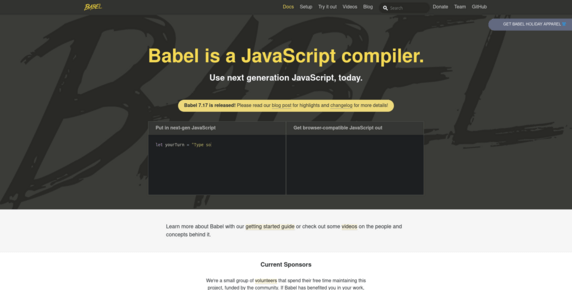 BABEL
Docs Setup Try it out Videos Blog Search Donate Team GitHub
GET BABEL HOLIDAY APPAREL
BABEL
Babel is a JavaScript compiler.
Use next generation JavaScript, today.
Babel 7.17 is released! Please read our blog post for highlights and changelog for more details!
Put in next-gen JavaScript Get browser-compatible JavaScript out
let yourTurn = "Type so
Learn more about Babel with our getting started guide or check out some videos on the people and
concepts behind it.
Current Sponsors
We're a small group of volunteers that spend their free time maintaining this
project, funded by the community. If Babel has benefited you in your work,